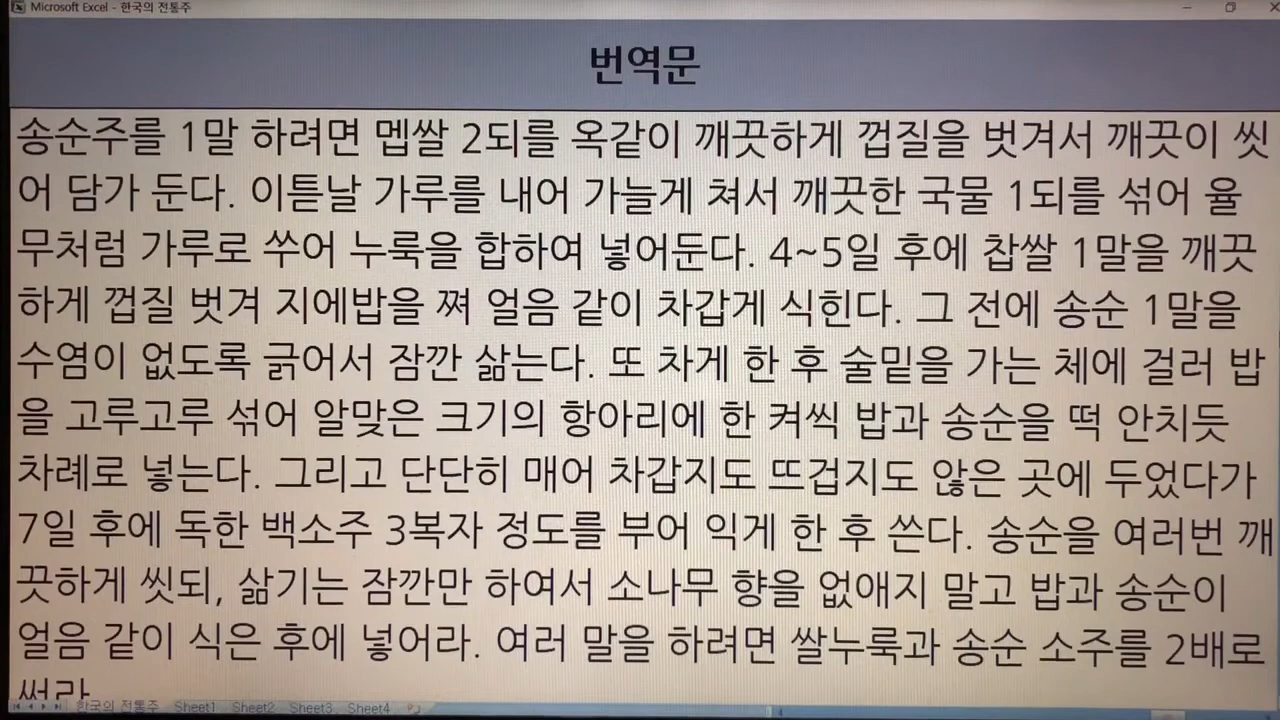 Microsoft Excel - 한국의 전통주
번역문
송순주를 1말 하려면 멥쌀 2되를 옥같이 깨끗하게 껍질을 벗겨서 깨끗이 씻
어 담가 둔다. 이튿날 가루를 내어 가늘게 쳐서 깨끗한 국물 1되를 섞어 율
무처럼 가루로 쑤어 누룩을 합하여 넣어둔다. 4~5일 후에 찹쌀 1말을 깨끗
하게 껍질 벗겨 지에밥을 쪄 얼음 같이 차갑게 식힌다. 그 전에 송순 1말을
수염이 없도록 긁어서 잠깐 삶는다. 또 차게 한 후 술밑을 가는 체에 걸러 밥
을 고루고루 섞어 알맞은 크기의 항아리에 한 켜씩 밥과 송순을 떡 안치듯
차례로 넣는다. 그리고 단단히 매어 차갑지도 뜨겁지도 않은 곳에 두었다가
7일 후에 독한 백소주 3복자 정도를 부어 익게 한 후 쓴다. 송순을 여러번 깨
끗하게 씻되, 삶기는 잠깐만 하여서 소나무 향을 없애지 말고 밥과 송순이
얼음 같이 식은 후에 넣어라. 여러 말을 하려면 쌀누룩과 송순 소주를 2배로
써라
한국의 전통주 Sheet1 Sheet2 Sheet3 Sheet4